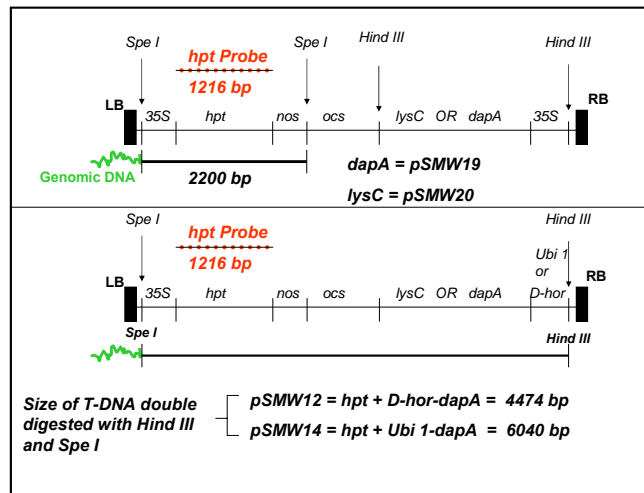 Spe I Spe I Hind III Hind III
hpt Probe
1216 bp
LB RB
35S hpt nos ocs lysC OR dapA 35S
Genomic DNA
2200 bp
dapA = pSMW19
lysC = pSMW20
Spe I Hind III
hpt Probe
1216 bp
Ubi 1
or
LB RB
35S hpt nos ocs lysC OR dapA D-hor
Spe I Hind III
Size of T-DNA double
digested with Hind III
and Spe I
pSMW12 = hpt + D-hor-dapA = 4474 bp
pSMW14 = hpt + Ubi 1-dapA = 6040 bp